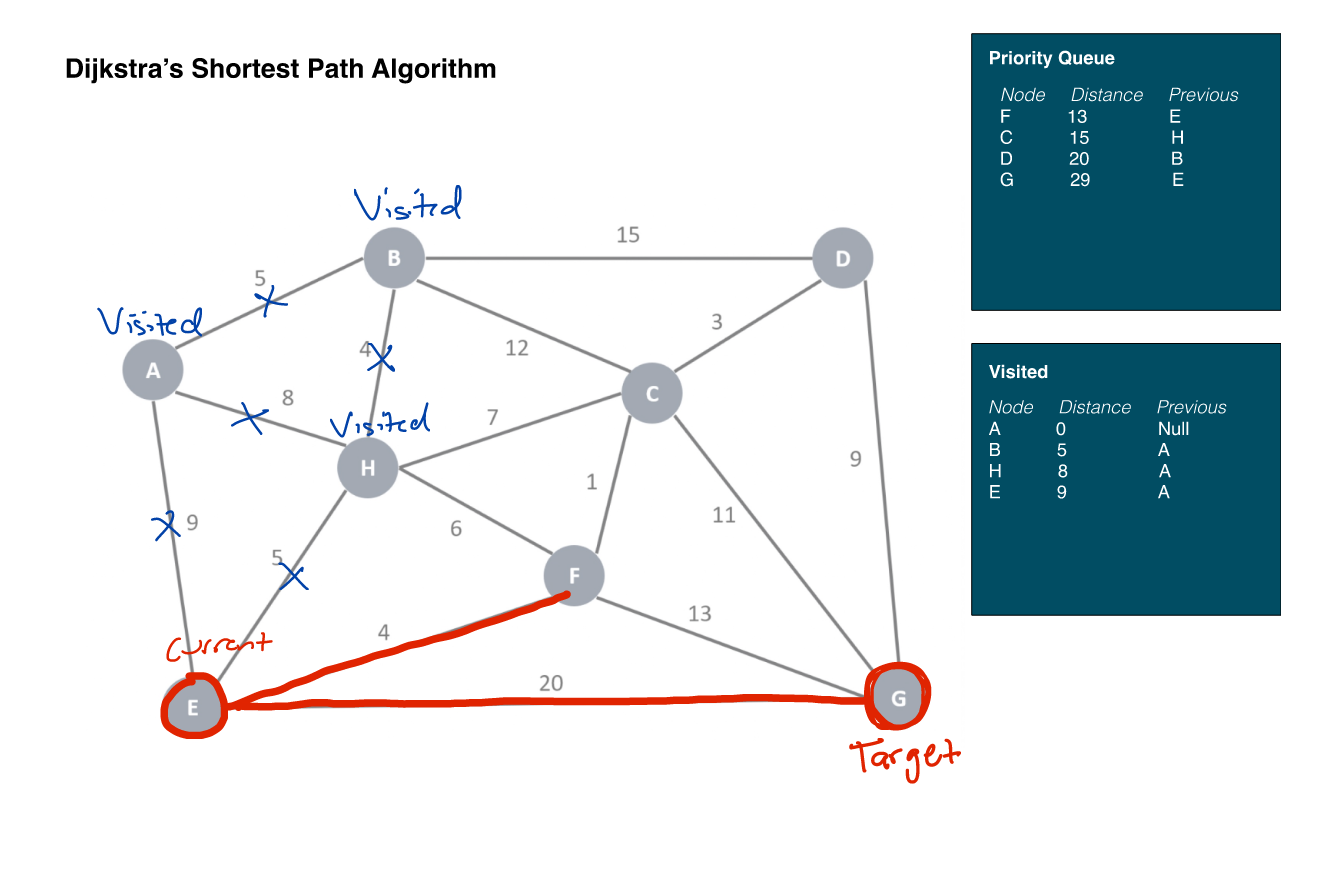 Dijkstra's Shortest Path Algorithm
Priority Queue
Node Distance Previous
F 13 E
C 15 H
D 20 B
G 29 E
Visited
Node Distance Previous
A 0 Null
B 5 A
H 8 A
E 9 A
Visited
B
15
D
5
Visited
A
4
12
3
8
C
Visited
7
H
9
1
9
6
11
5
F
13
4
Current
20
E
G
Target